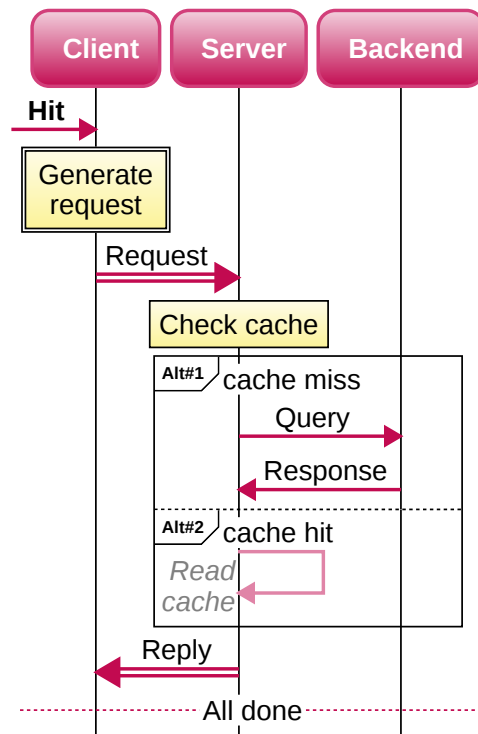 Client Server Backend
Hit
Generate
request
Request
Check cache
Alt#1 cache miss
Query
Response
Alt#2 cache hit
Read
cache
Reply
All done